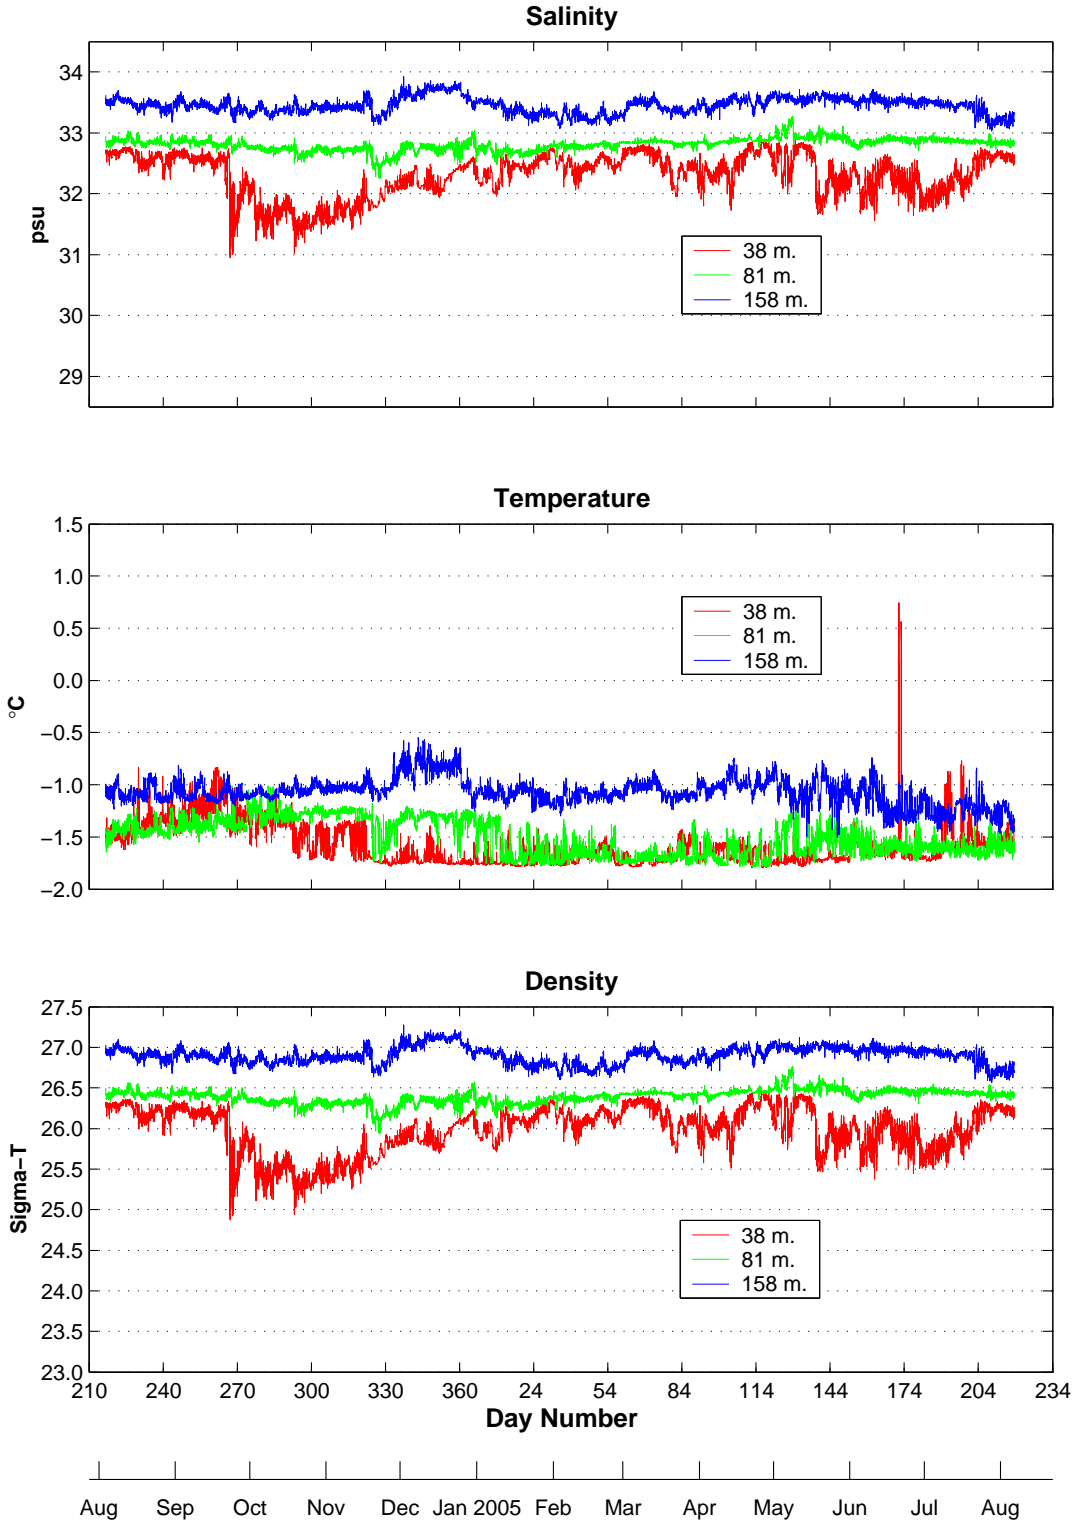 Salinity
34
33
32
31
30
29
psu
38 m.
81 m.
158 m.
Temperature
1.5
1.0
0.5
0.0
−0.5
−1.0
−1.5
−2.0
°C
38 m.
81 m.
158 m.
Density
27.5
27.0
26.5
26.0
25.5
25.0
24.5
24.0
23.5
23.0
Sigma−T
38 m.
81 m.
158 m.
210 240 270 300 330 360 24 54 84 114 144 174 204 234
Day Number
Aug Sep Oct Nov Dec Jan 2005 Feb Mar Apr May Jun Jul Aug